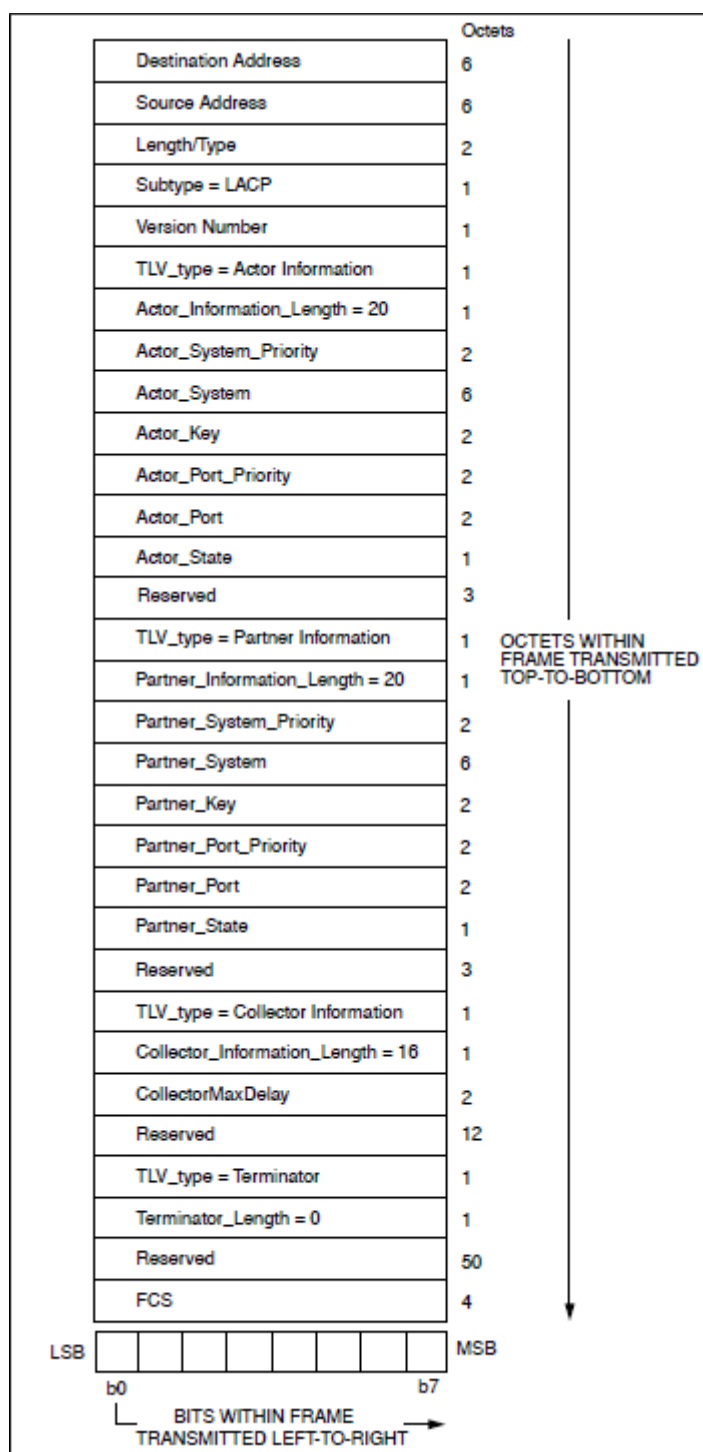 Octets
Destination Address 6
Source Address 6
Length/Type 2
Subtype = LACP 1
Version Number 1
TLV_type = Actor Information 1
Actor_Information_Length = 20 1
Actor_System_Priority 2
Actor_System 6
Actor_Key 2
Actor_Port_Priority 2
Actor_Port 2
Actor_State 1
Reserved 3
TLV_type = Partner Information 1
Partner_Information_Length = 20 1
OCTETS WITHIN
FRAME TRANSMITTED
TOP-TO-BOTTOM
Partner_System_Priority 2
Partner_System 6
Partner_Key 2
Partner_Port_Priority 2
Partner_Port 2
Partner_State 1
Reserved 3
TLV_type = Collector Information 1
Collector_Information_Length = 16 1
CollectorMaxDelay 2
Reserved 12
TLV_type = Terminator 1
Terminator_Length = 0 1
Reserved 50
FCS 4
LSB MSB
b0 b7
BITS WITHIN FRAME
TRANSMITTED LEFT-TO-RIGHT